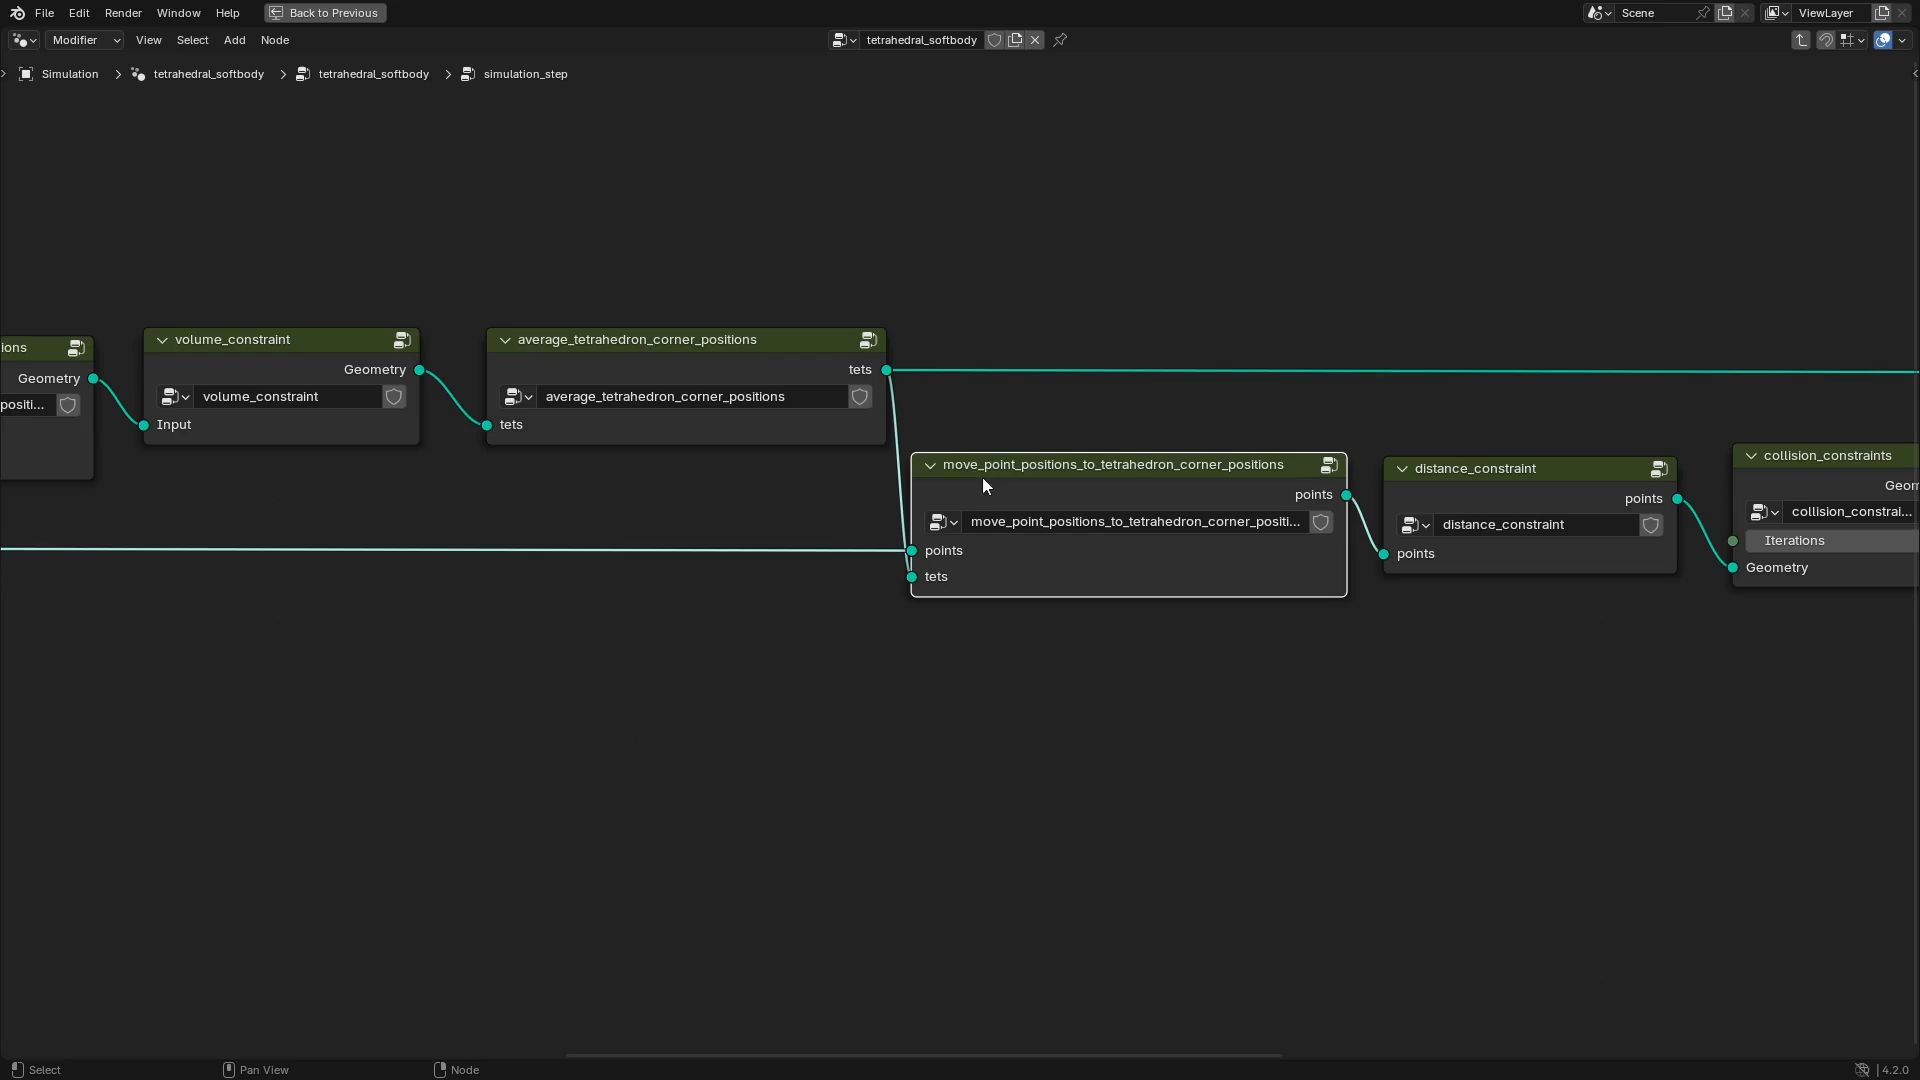 File Edit Render Window Help Back to Previous Scene ViewLayer
Modifier View Select Add Node tetrahedral_softbody
Simulation tetrahedral_softbody tetrahedral_softbody simulation_step
ions
Geometry
positi...
volume_constraint
Geometry
volume_constraint
Input
average_tetrahedron_corner_positions
tets
average_tetrahedron_corner_positions
tets
move_point_positions_to_tetrahedron_corner_positions
points
move_point_positions_to_tetrahedron_corner_positi...
points
tets
distance_constraint
points
distance_constraint
points
collision_constraints
Geom
collision_constrai...
Iterations
Geometry
Select Pan View Node 4.2.0